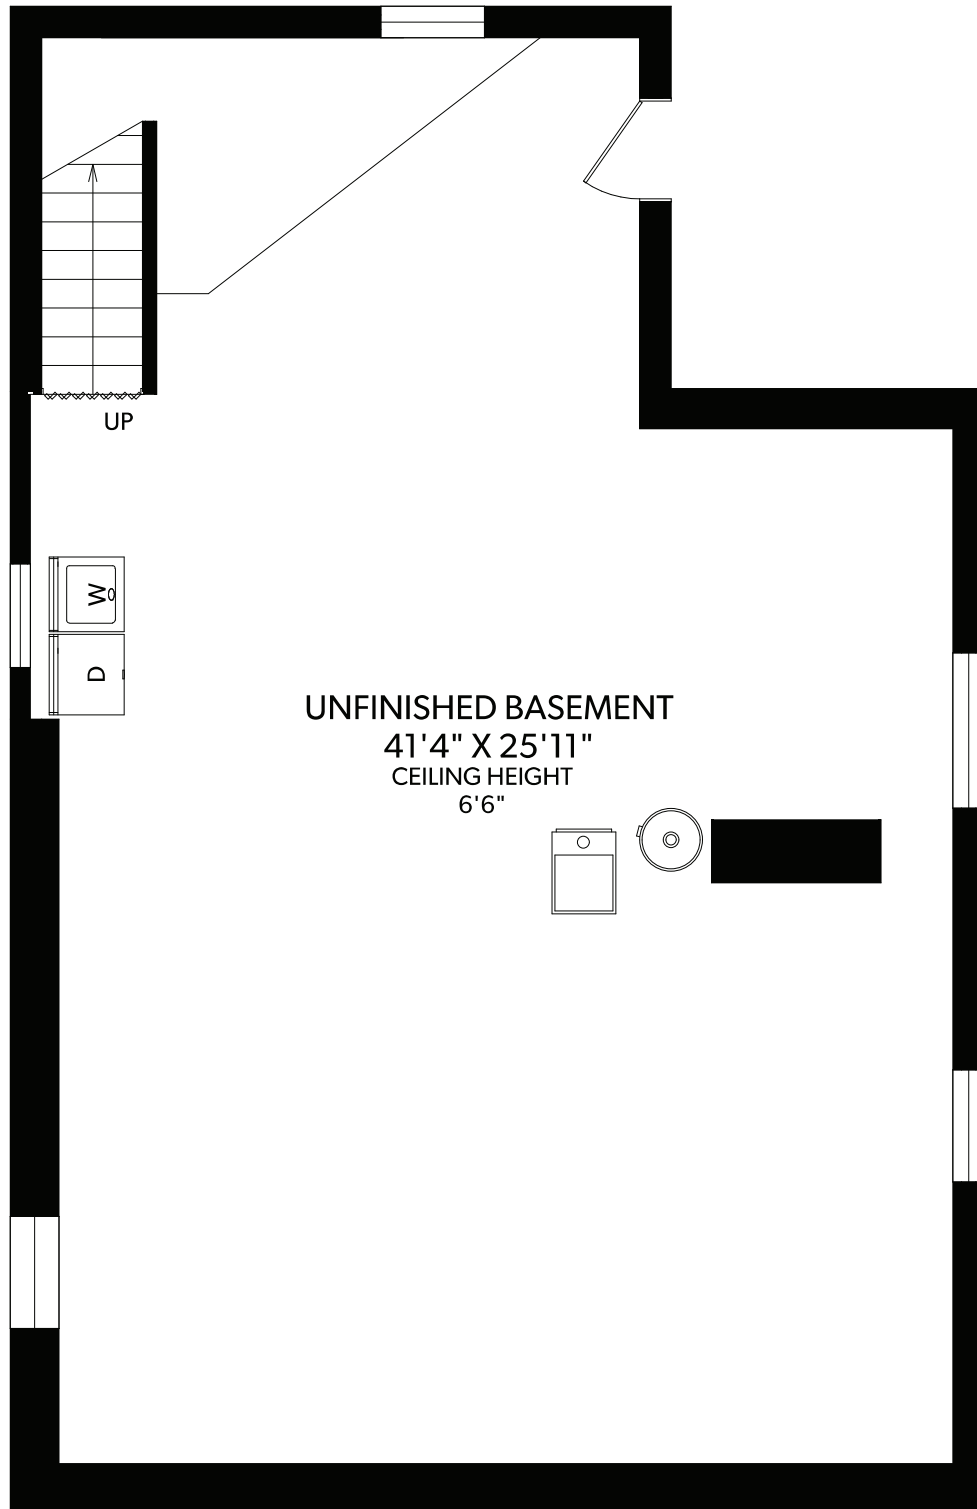 UP
W
D
UNFINISHED BASEMENT
41'4" X 25'11"
CEILING HEIGHT
6'6"